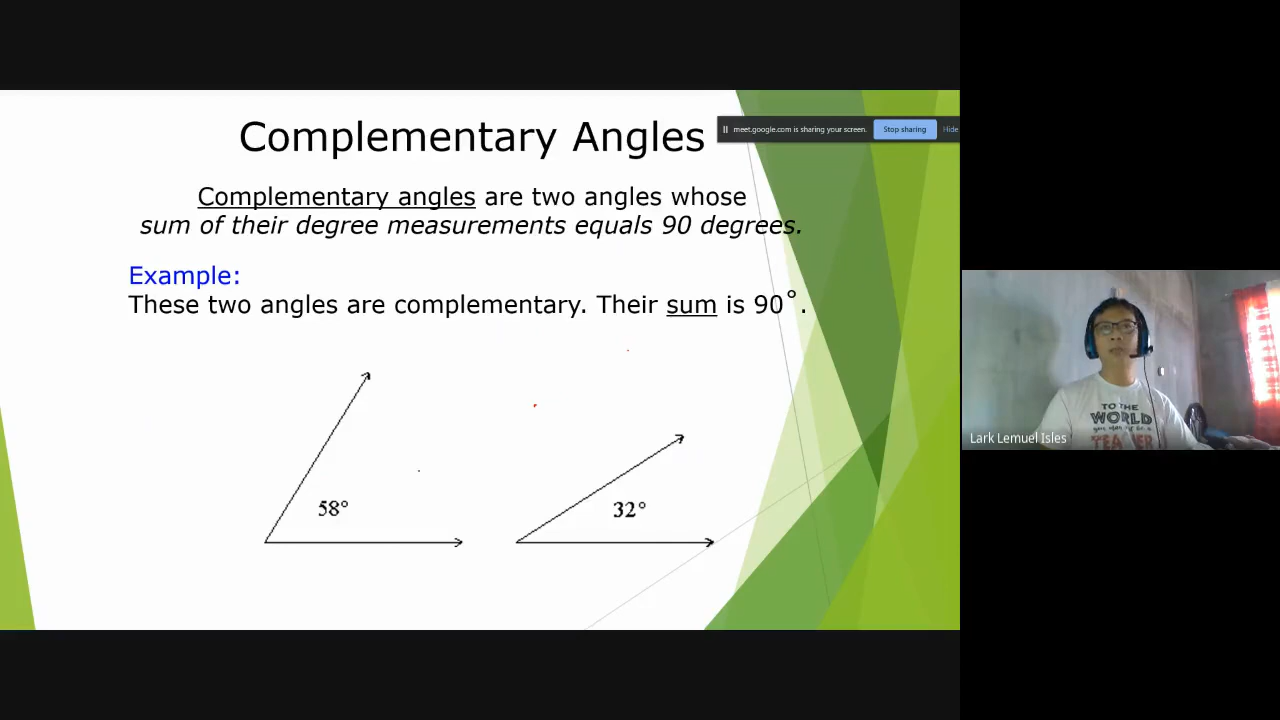 Complementary Angles
meet.google.com is sharing your screen.
Stop sharing
Hide
Complementary angles are two angles whose
sum of their degree measurements equals 90 degrees.
Example:
These two angles are complementary. Their sum is 90°.
58°
32°
TO THE
WORLD
TEACHER
Lark Lemuel Isles